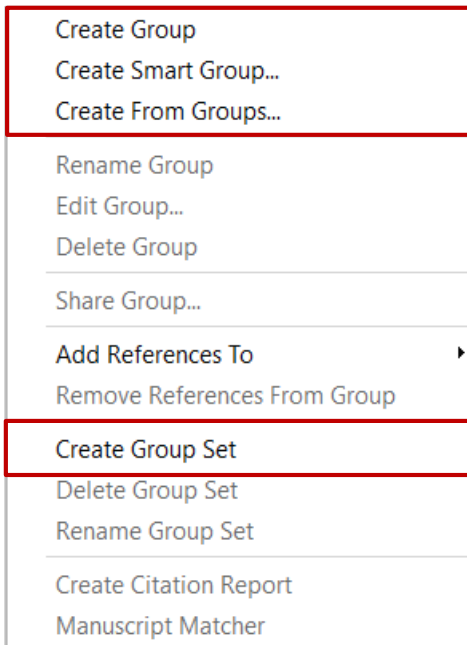 Create Group
Create Smart Group...
Create From Groups...
Rename Group
Edit Group...
Delete Group
Share Group...
Add References To
Remove References From Group
Create Group Set
Delete Group Set
Rename Group Set
Create Citation Report
Manuscript Matcher